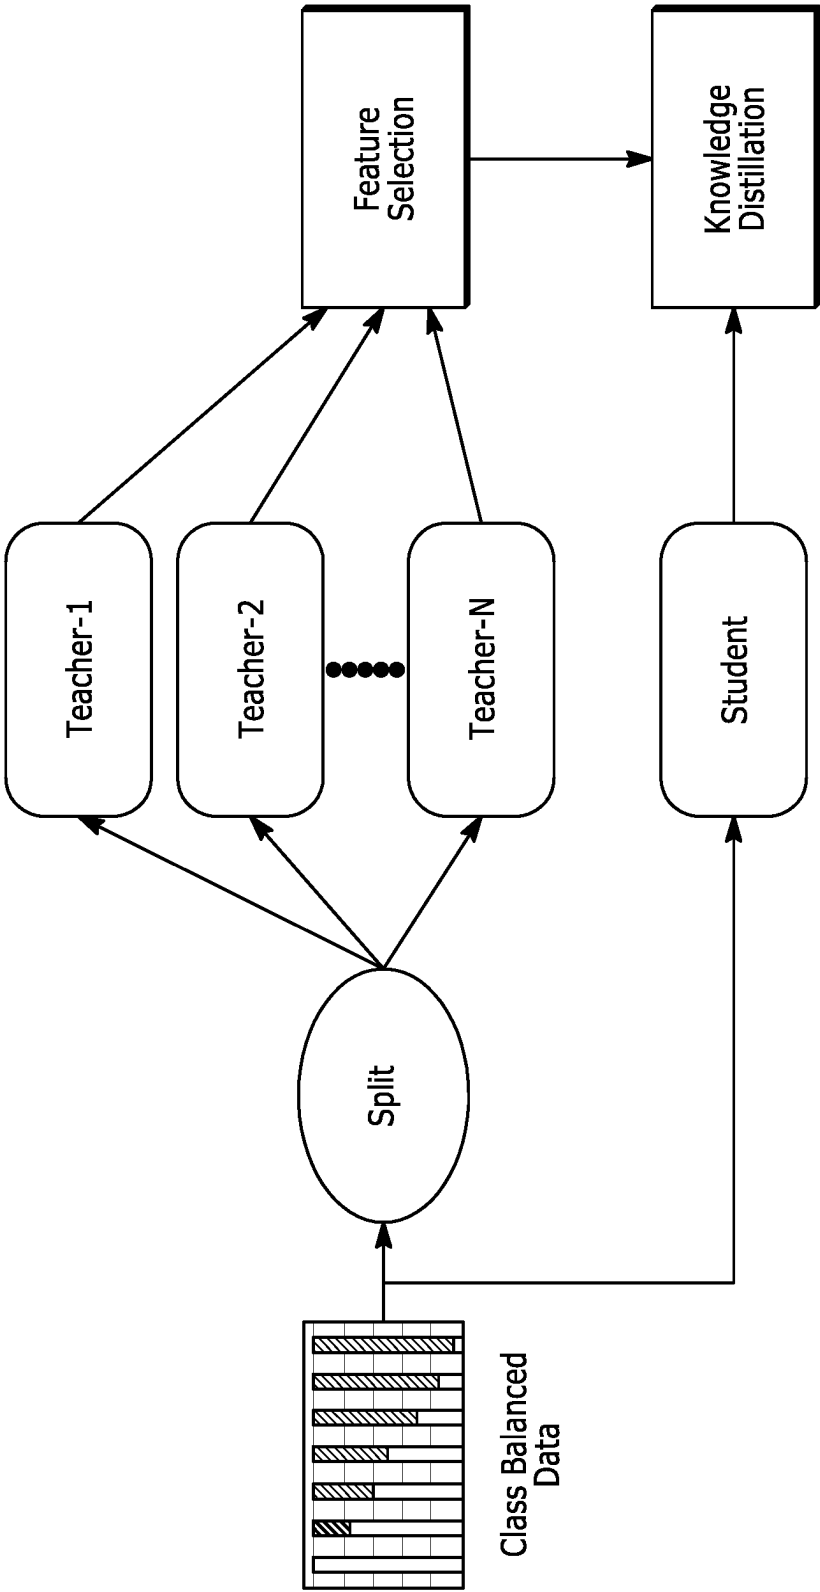 Class Balanced
Data
Split
Teacher-1
Teacher-2
Teacher-N
Student
Feature
Selection
Knowledge
Distillation